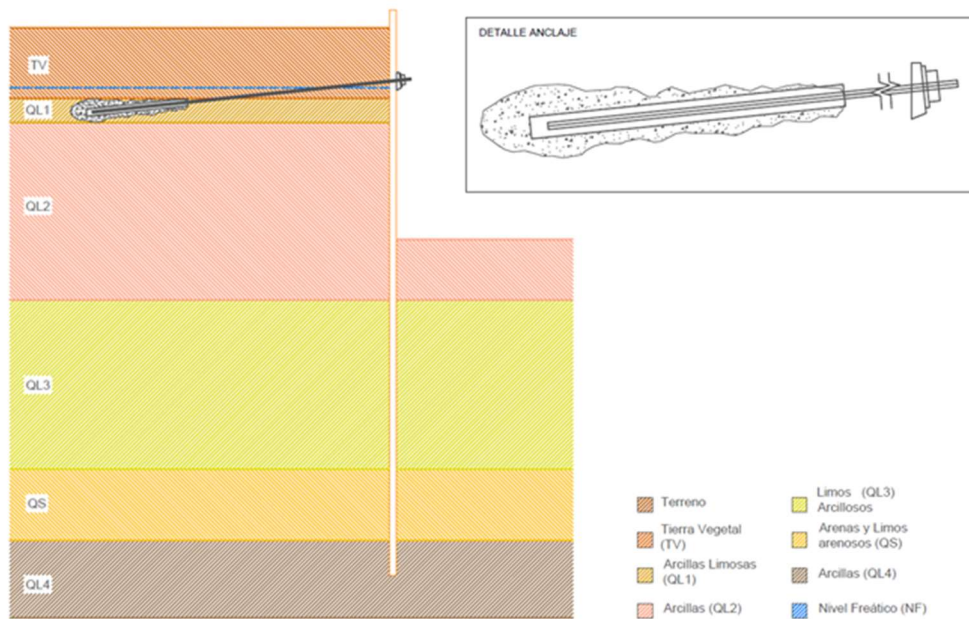 DETALLE ANCLAJE
TV
QL1
QL2
QL3
QS
QL4
Terreno
Tierra Vegetal
(TV)
Arcillas Limosas
(QL1)
Arcillas (QL2)
Limos (QL3)
Arcillosos
Arenas y Limos
arenosos (QS)
Arcillas (QL4)
Nivel Freático (NF)